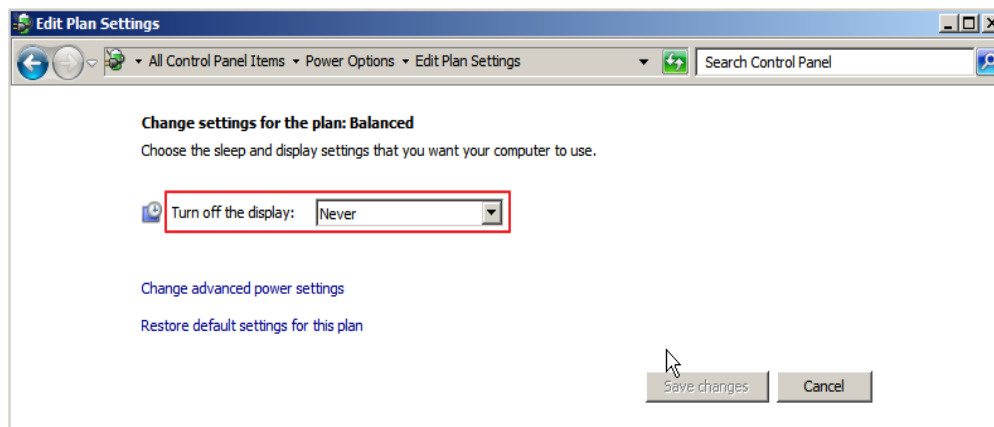 Edit Plan Settings
All Control Panel Items Power Options Edit Plan Settings Search Control Panel
Change settings for the plan: Balanced
Choose the sleep and display settings that you want your computer to use.
Turn off the display: Never
Change advanced power settings
Restore default settings for this plan
Save changes Cancel